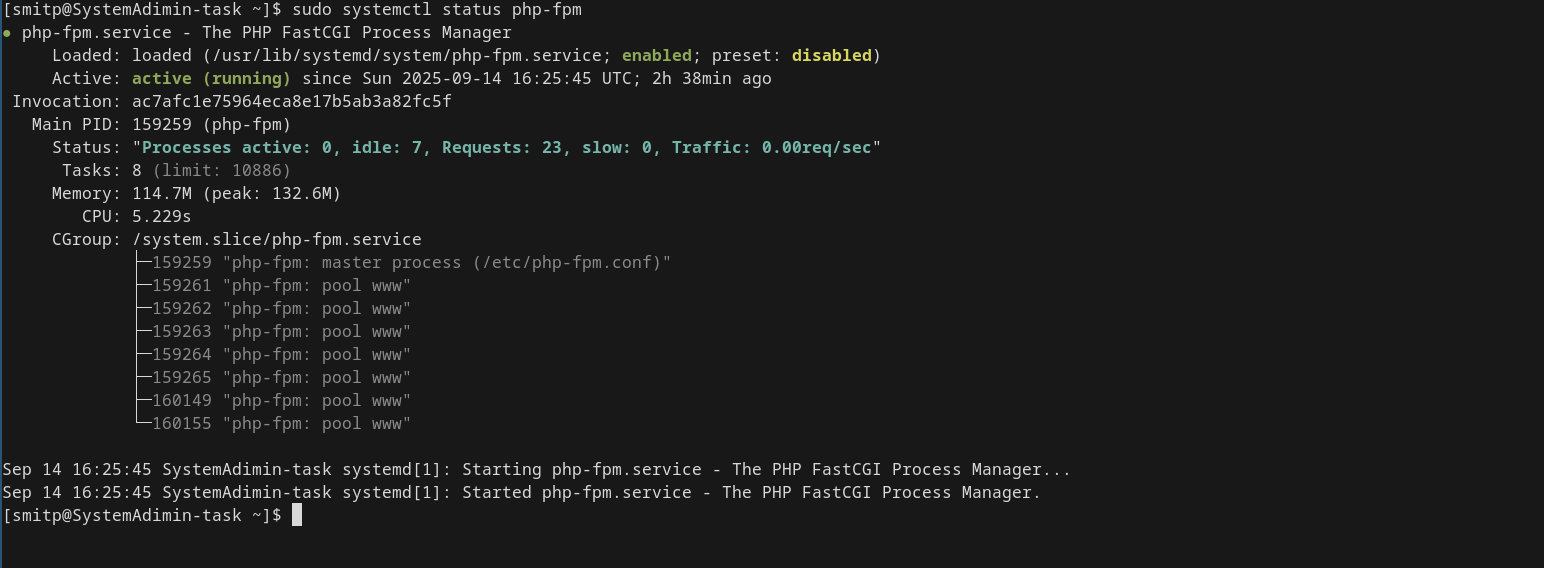 [smitp@SystemAdimin-task ~]$ sudo systemctl status php-fpm
● php-fpm.service - The PHP FastCGI Process Manager
     Loaded: loaded (/usr/lib/systemd/system/php-fpm.service; enabled; preset: disabled)
     Active: active (running) since Sun 2025-09-14 16:25:45 UTC; 2h 38min ago
 Invocation: ac7afc1e75964eca8e17b5ab3a82fc5f
   Main PID: 159259 (php-fpm)
     Status: "Processes active: 0, idle: 7, Requests: 23, slow: 0, Traffic: 0.00req/sec"
      Tasks: 8 (limit: 10886)
     Memory: 114.7M (peak: 132.6M)
        CPU: 5.229s
     CGroup: /system.slice/php-fpm.service
             ├─159259 "php-fpm: master process (/etc/php-fpm.conf)"
             ├─159261 "php-fpm: pool www"
             ├─159262 "php-fpm: pool www"
             ├─159263 "php-fpm: pool www"
             ├─159264 "php-fpm: pool www"
             ├─159265 "php-fpm: pool www"
             ├─160149 "php-fpm: pool www"
             └─160155 "php-fpm: pool www"
Sep 14 16:25:45 SystemAdimin-task systemd[1]: Starting php-fpm.service - The PHP FastCGI Process Manager...
Sep 14 16:25:45 SystemAdimin-task systemd[1]: Started php-fpm.service - The PHP FastCGI Process Manager.
[smitp@SystemAdimin-task ~]$